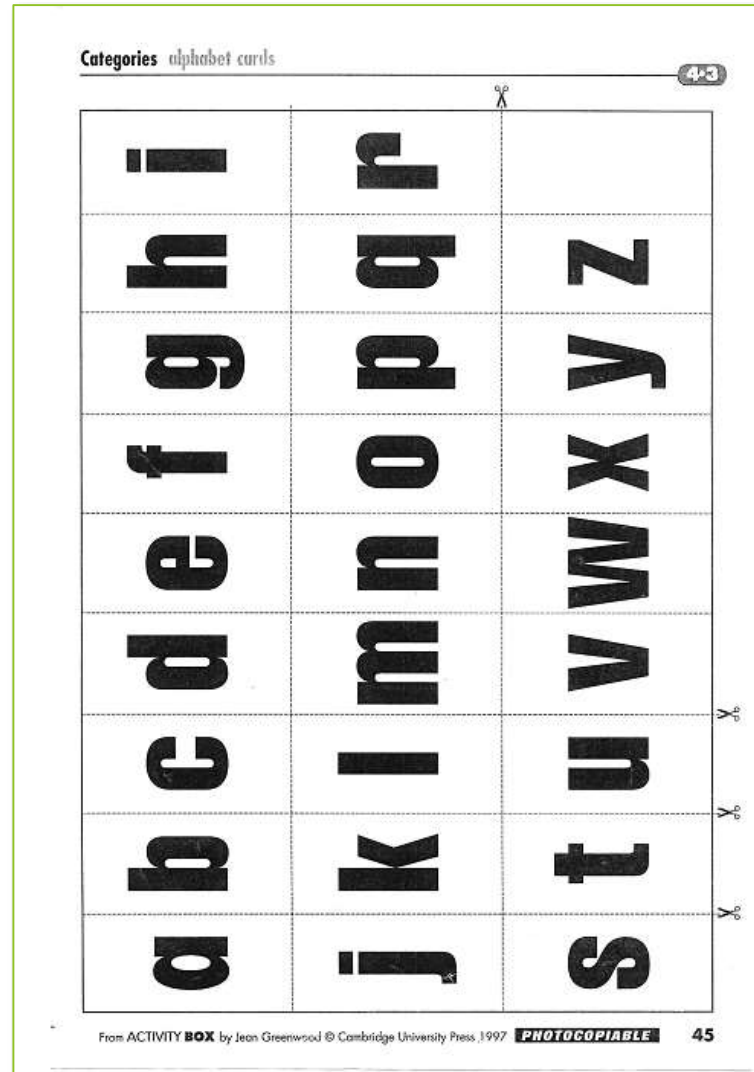 Categories alphabet cards
4•3
a b c d e f g h i
j k l m n o p q r
s t u v w x y z
From ACTIVITY BOX by Jean Greenwood © Cambridge University Press 1997 PHOTOCOPIABLE 45